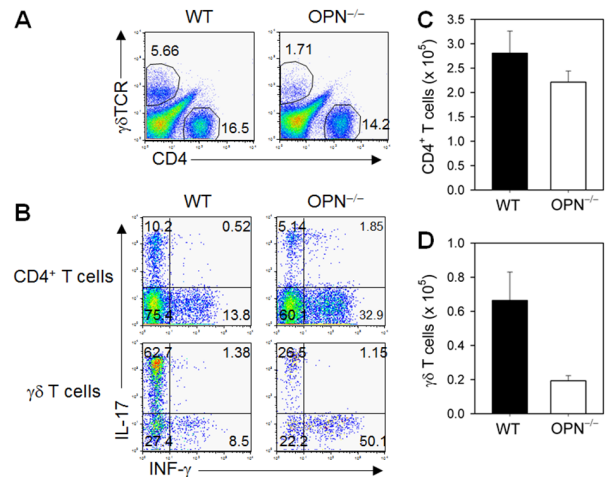 A
WT
OPN–/–
5.66
1.71
16.5
14.2
γδTCR
CD4
B
WT
OPN–/–
10.2
0.52
5.14
1.85
CD4+ T cells
75.4
13.8
60.1
32.9
62.7
1.38
26.5
1.15
γδ T cells
27.4
8.5
22.2
50.1
IL-17
INF-γ
C
CD4+ T cells (x 105)
3.5
3.0
2.5
2.0
1.5
1.0
0.5
0.0
WT
OPN–/–
D
γδ T cells (x 105)
1.0
0.8
0.6
0.4
0.2
0.0
WT
OPN–/–